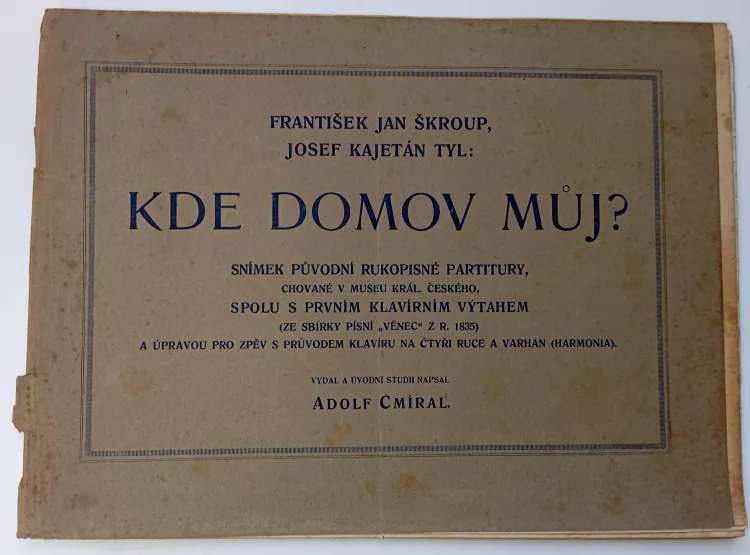 FRANTIŠEK JAN ŠKROUP,
JOSEF KAJETÁN TYL:
KDE DOMOV MŮJ?
SNÍMEK PŮVODNÍ RUKOPISNÉ PARTITURY,
CHOVANÉ V MUSEU KRÁL. ČESKÉHO,
SPOLU S PRVNÍM KLAVÍRNÍM VÝTAHEM
(ZE SBÍRKY PÍSNÍ „VĚNEC“ Z R. 1835)
A ÚPRAVOU PRO ZPĚV S PRŮVODEM KLAVÍRU NA ČTYŘI RUCE A VARHAN (HARMONIA).
VYDAL A ÚVODNÍ STUDII NAPSAL
ADOLF CMÍRAL.